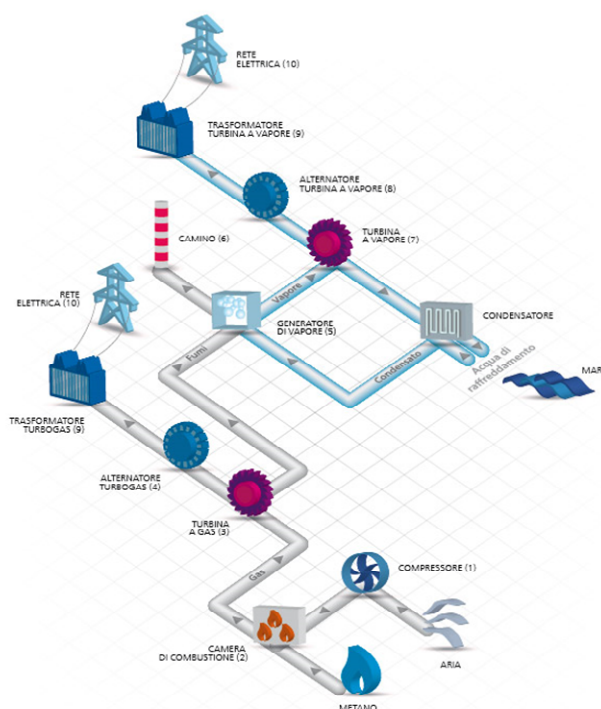 RETE
ELETTRICA (10)
TRASFORMATORE
TURBINA A VAPORE (9)
ALTERNATORE
TURBINA A VAPORE (8)
TURBINA
A VAPORE (7)
CAMINO (6)
RETE
ELETTRICA (10)
Vapore
CONDENSATORE
GENERATORE
DI VAPORE (5)
Fumi
Condensato
Acqua di
raffreddamento
MAR
TRASFORMATORE
TURBOGAS (9)
ALTERNATORE
TURBOGAS (4)
TURBINA
A GAS (3)
Gas
COMPRESSORE (1)
CAMERA
DI COMBUSTIONE (2)
ARIA
METANO